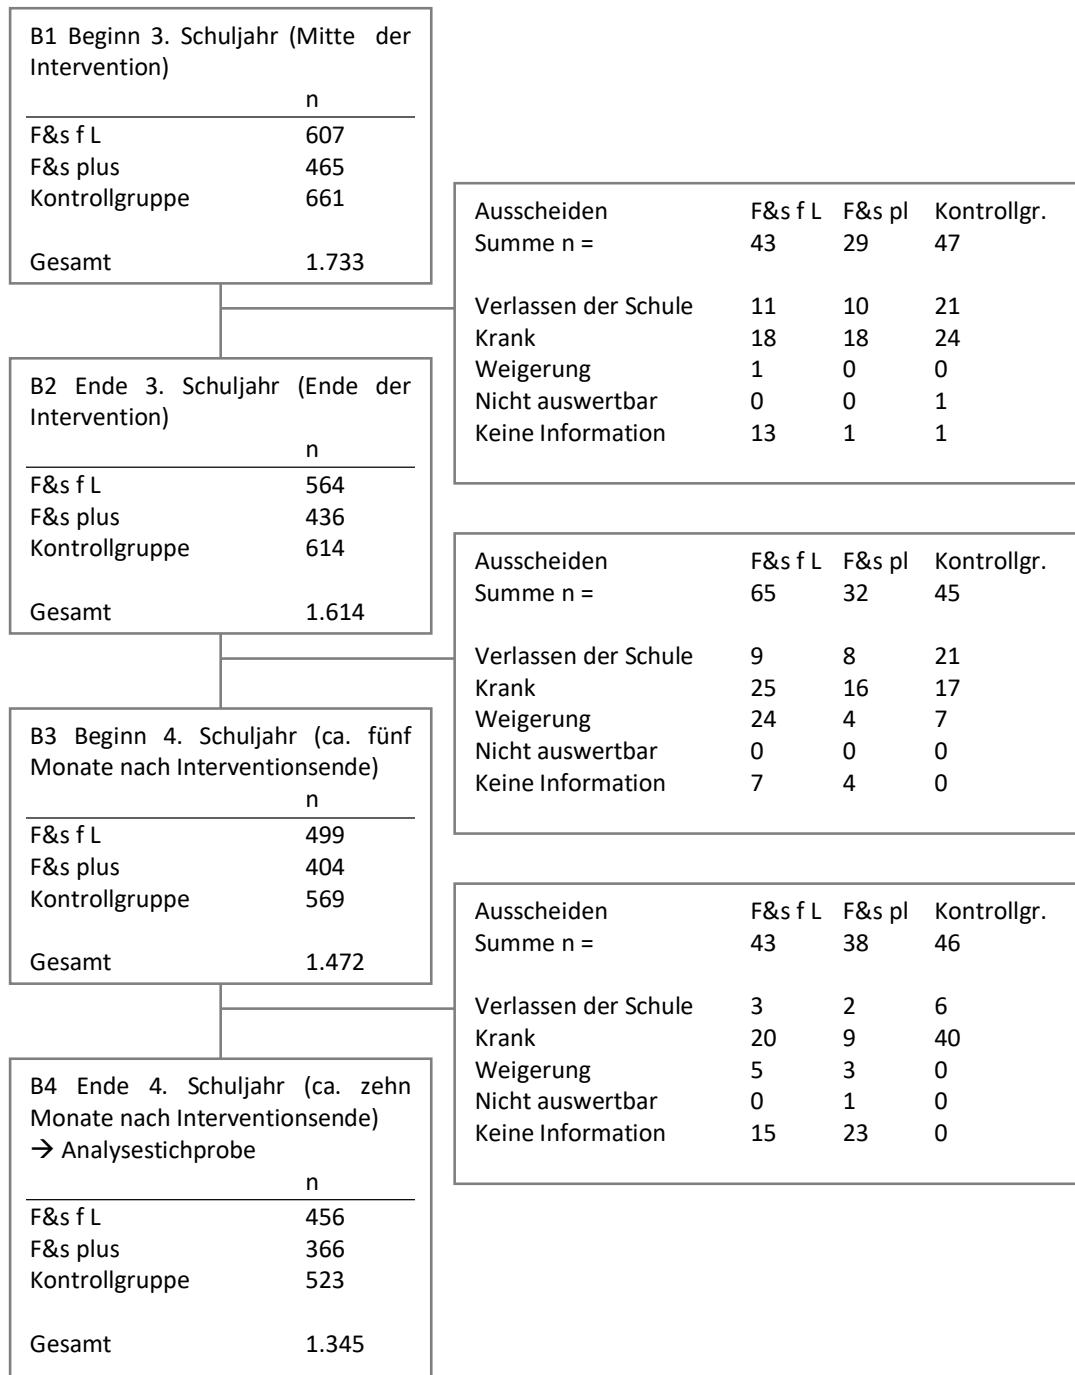 B1 Beginn 3. Schuljahr (Mitte der
Intervention)
n
F&s f L 607
F&s plus 465
Kontrollgruppe 661
Gesamt 1.733
Ausscheiden F&s f L F&s pl Kontrollgr.
Summe n = 43 29 47
Verlassen der Schule 11 10 21
Krank 18 18 24
Weigerung 1 0 0
Nicht auswertbar 0 0 1
Keine Information 13 1 1
B2 Ende 3. Schuljahr (Ende der
Intervention)
n
F&s f L 564
F&s plus 436
Kontrollgruppe 614
Gesamt 1.614
Ausscheiden F&s f L F&s pl Kontrollgr.
Summe n = 65 32 45
Verlassen der Schule 9 8 21
Krank 25 16 17
Weigerung 24 4 7
Nicht auswertbar 0 0 0
Keine Information 7 4 0
B3 Beginn 4. Schuljahr (ca. fünf
Monate nach Interventionsende)
n
F&s f L 499
F&s plus 404
Kontrollgruppe 569
Gesamt 1.472
Ausscheiden F&s f L F&s pl Kontrollgr.
Summe n = 43 38 46
Verlassen der Schule 3 2 6
Krank 20 9 40
Weigerung 5 3 0
Nicht auswertbar 0 1 0
Keine Information 15 23 0
B4 Ende 4. Schuljahr (ca. zehn
Monate nach Interventionsende)
→ Analysestichprobe
n
F&s f L 456
F&s plus 366
Kontrollgruppe 523
Gesamt 1.345